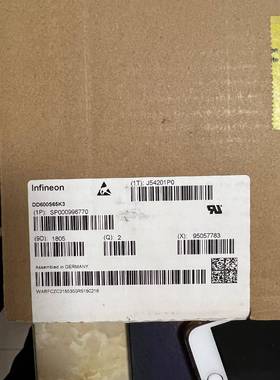 Infineon
(1T) J54201P0
DD600S65K3
(1P) SP000996770
(9D) 1805
(Q) 2
(X) 95057783
Assembled in GERMANY